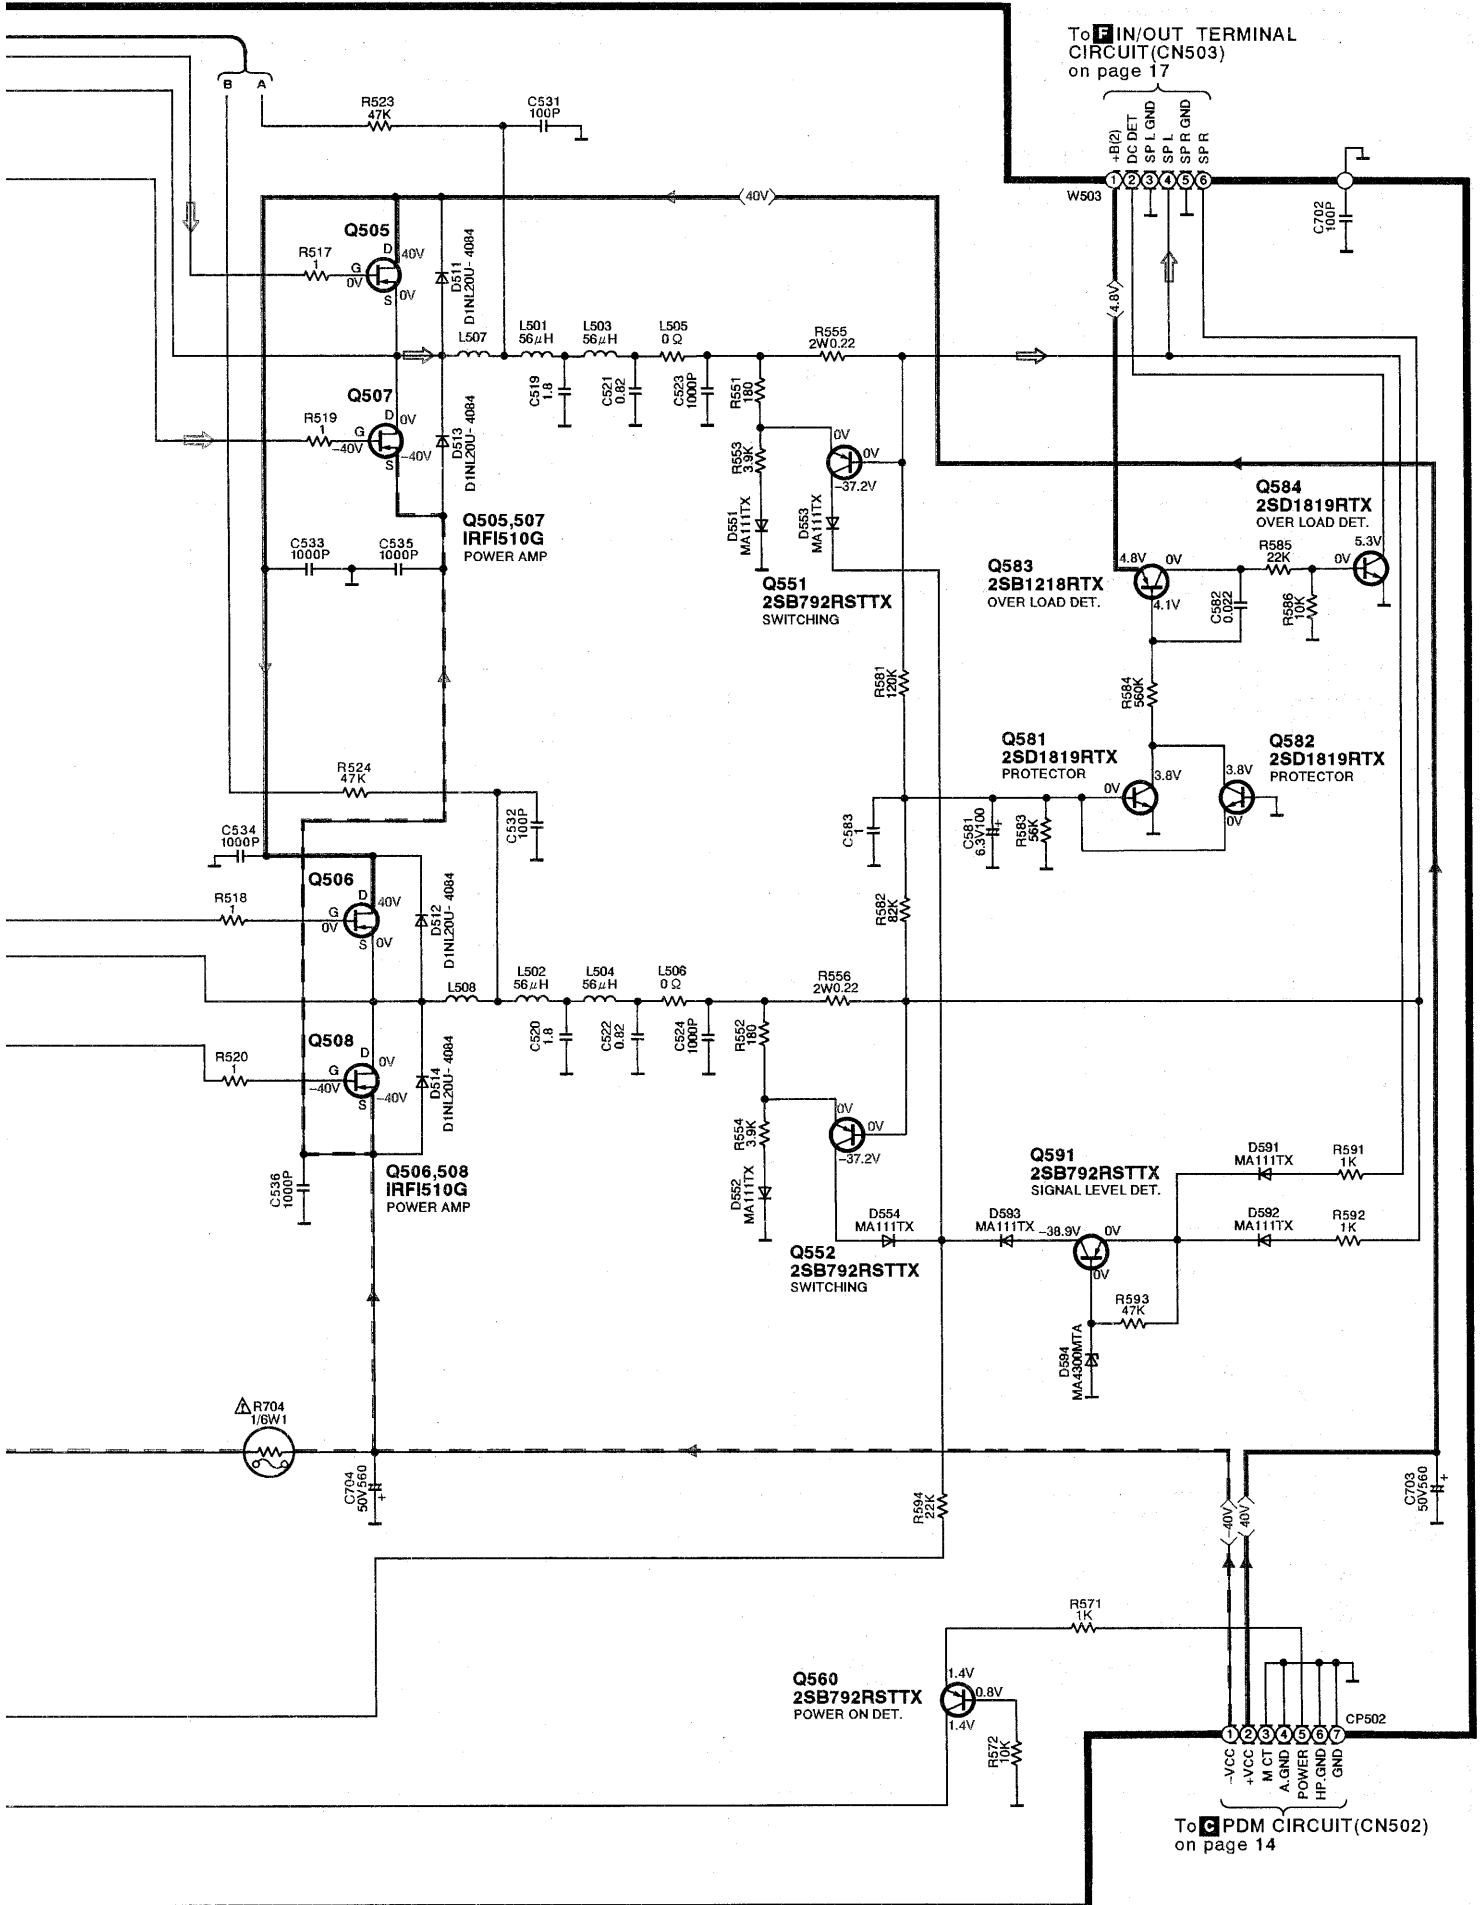 To F IN/OUT TERMINAL
CIRCUIT(CN503)
on page 17
B A
R523
47K
C531
100P
+B(2)
DC DET
SP L GND
SP L
SP R GND
SP R
W503
1 2 3 4 5 6
C702
100P
40V
Q505
D
40V
R517
1
G
0V
S
0V
D511
D1NL20U-4084
4.8V
L507
L501
56μH
L503
56μH
L505
0Ω
R555
2W0.22
C519
1.8
C521
0.82
C523
1000P
R551
180
Q507
D
0V
R519
1
G
-40V
S
-40V
D513
D1NL20U-4084
R553
3.9K
0V
0V
-37.2V
D551
MA111TX
D553
MA111TX
Q505,507
IRFI510G
POWER AMP
C533
1000P
C535
1000P
Q551
2SB792RSTTX
SWITCHING
Q584
2SD1819RTX
OVER LOAD DET.
5.3V
0V
R585
22K
Q583
2SB1218RTX
OVER LOAD DET.
4.8V
0V
4.1V
C582
0.022
R586
10K
R581
120K
R584
560K
Q581
2SD1819RTX
PROTECTOR
Q582
2SD1819RTX
PROTECTOR
0V
3.8V
3.8V
0V
R524
47K
C532
100P
C534
1000P
C583
1
C581
6.3V100
+
R583
56K
Q506
D
40V
R518
1
G
0V
S
0V
D512
D1NL20U-4084
R582
82K
L508
L502
56μH
L504
56μH
L506
0Ω
R556
2W0.22
C520
1.8
C522
0.82
C524
1000P
R552
180
Q508
D
0V
R520
1
G
-40V
S
-40V
D514
D1NL20U-4084
R554
3.9K
0V
0V
-37.2V
D552
MA111TX
C536
1000P
Q506,508
IRFI510G
POWER AMP
Q591
2SB792RSTTX
SIGNAL LEVEL DET.
D591
MA111TX
R591
1K
D554
MA111TX
D593
MA111TX
-38.9V
0V
0V
D592
MA111TX
R592
1K
Q552
2SB792RSTTX
SWITCHING
R593
47K
D594
MA4300MTA
R704
1/6W1
C704
50V560
+
R594
22K
-40V
40V
C703
50V560
+
R571
1K
Q560
2SB792RSTTX
POWER ON DET.
1.4V
0.8V
1.4V
R572
10K
1 2 3 4 5 6 7
CP502
-VCC
+VCC
M CT
A.GND
POWER
HP.GND
GND
To C PDM CIRCUIT(CN502)
on page 14